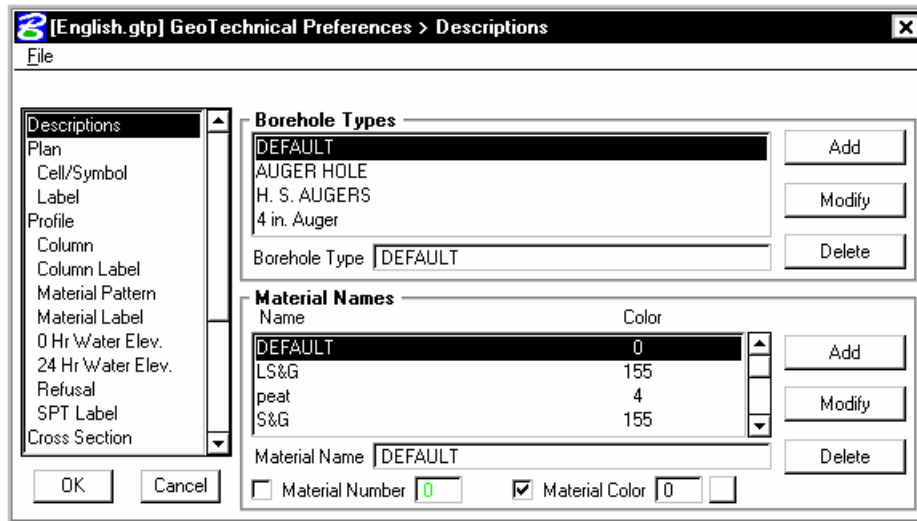 [English.gtp] GeoTechnical Preferences > Descriptions
File
Descriptions
Plan
Cell/Symbol
Label
Profile
Column
Column Label
Material Pattern
Material Label
0 Hr Water Elev.
24 Hr Water Elev.
Refusal
SPT Label
Cross Section
OK Cancel
Borehole Types
DEFAULT
AUGER HOLE
H. S. AUGERS
4 in. Auger
Borehole Type DEFAULT
Add
Modify
Delete
Material Names
Name Color
DEFAULT 0
LS&G 155
peat 4
S&G 155
Material Name DEFAULT
Material Number 0 Material Color 0
Add
Modify
Delete